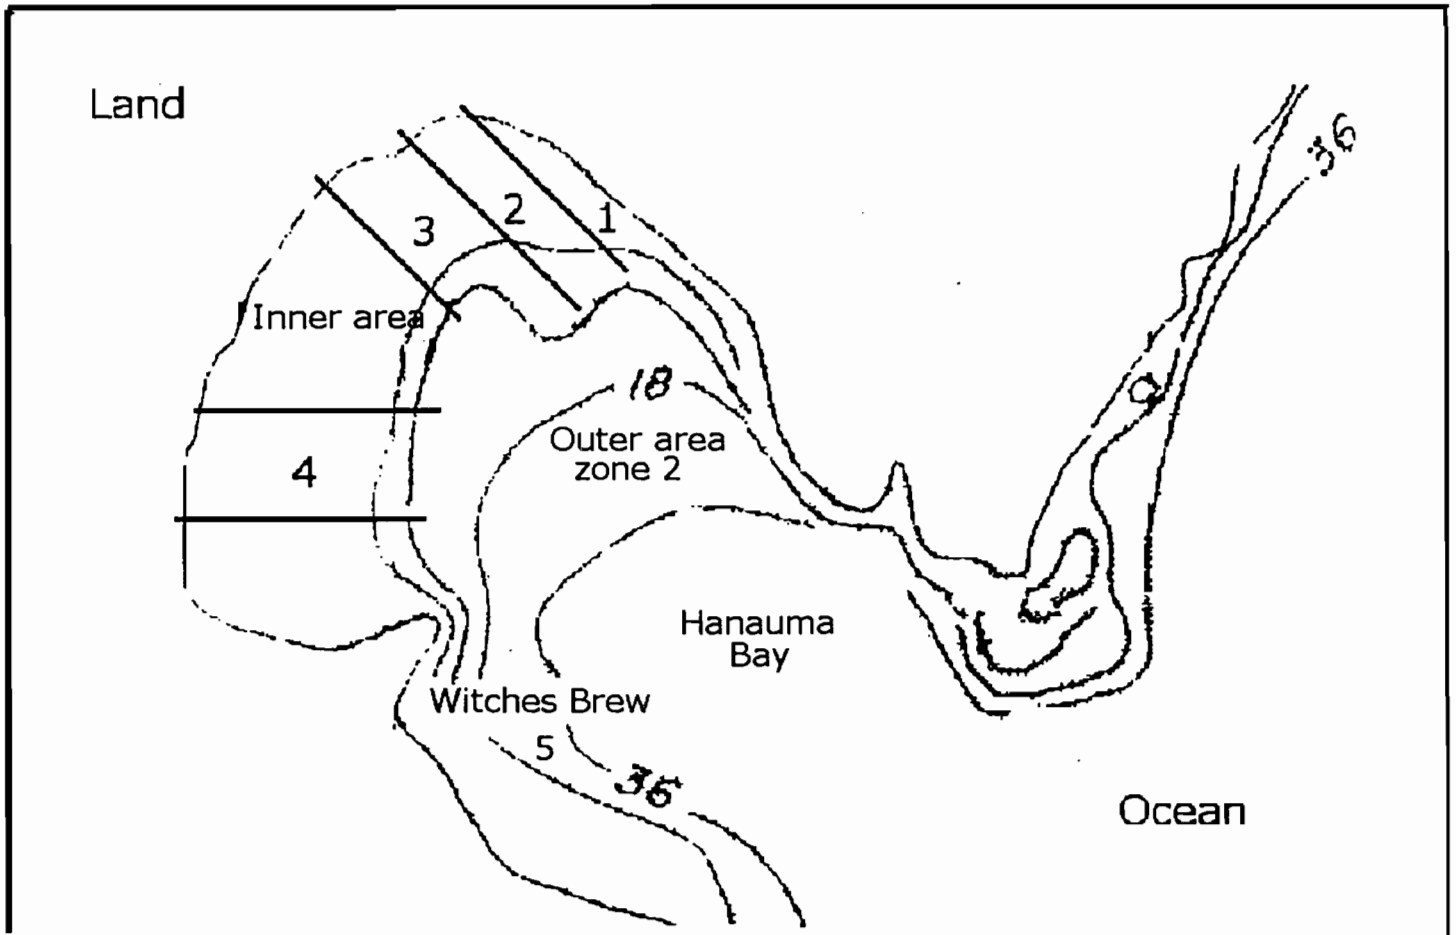 Land
36
1
2
3
Inner area
18
Outer area
zone 2
4
Hanauma
Bay
Witches Brew
5
36
Ocean